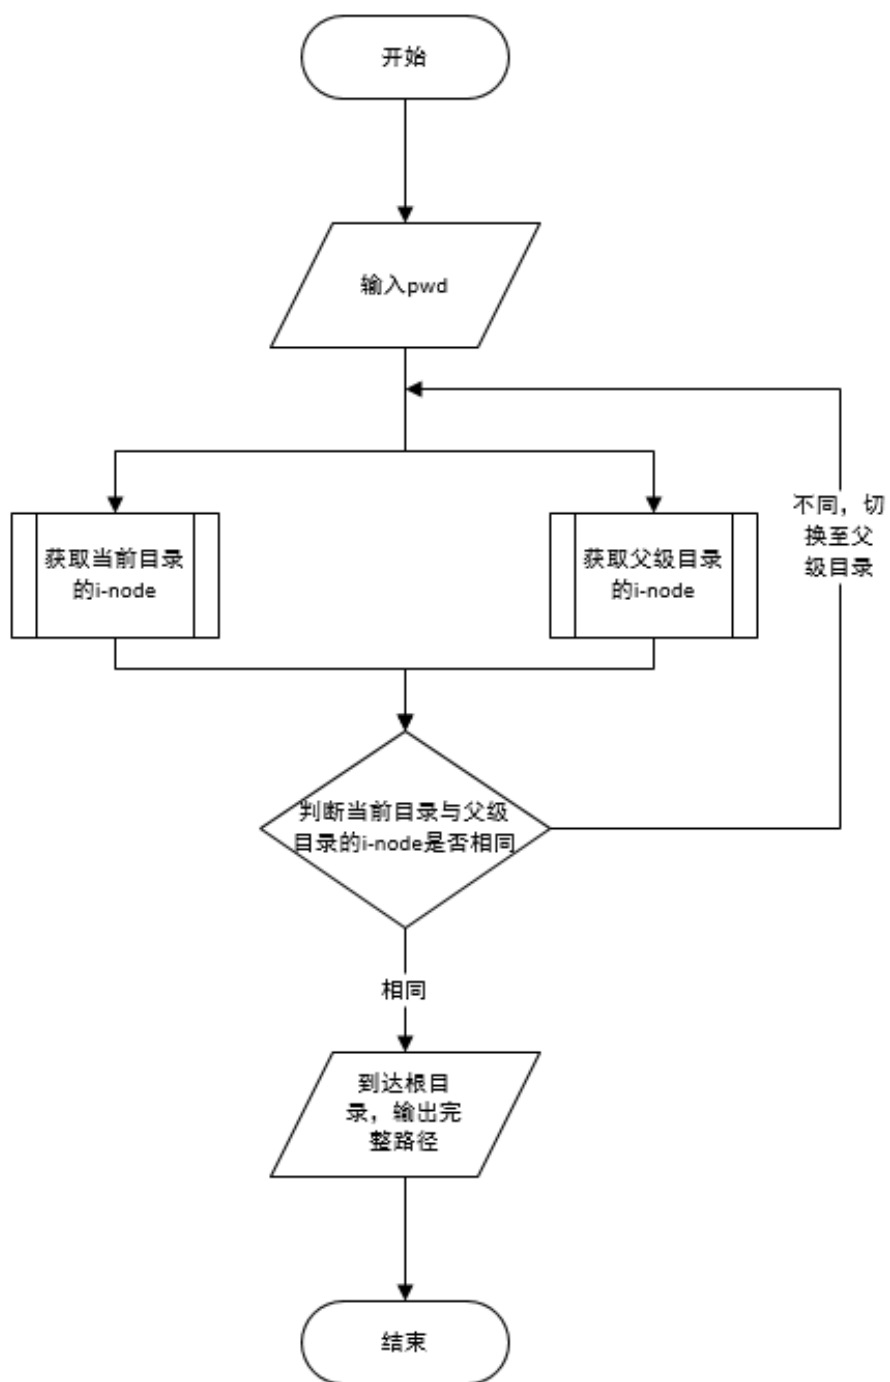 开始
输入pwd
不同，切
换至父
级目录
获取当前目录
的i-node
获取父级目录
的i-node
判断当前目录与父级
目录的i-node是否相同
相同
到达根目
录，输出完
整路径
结束